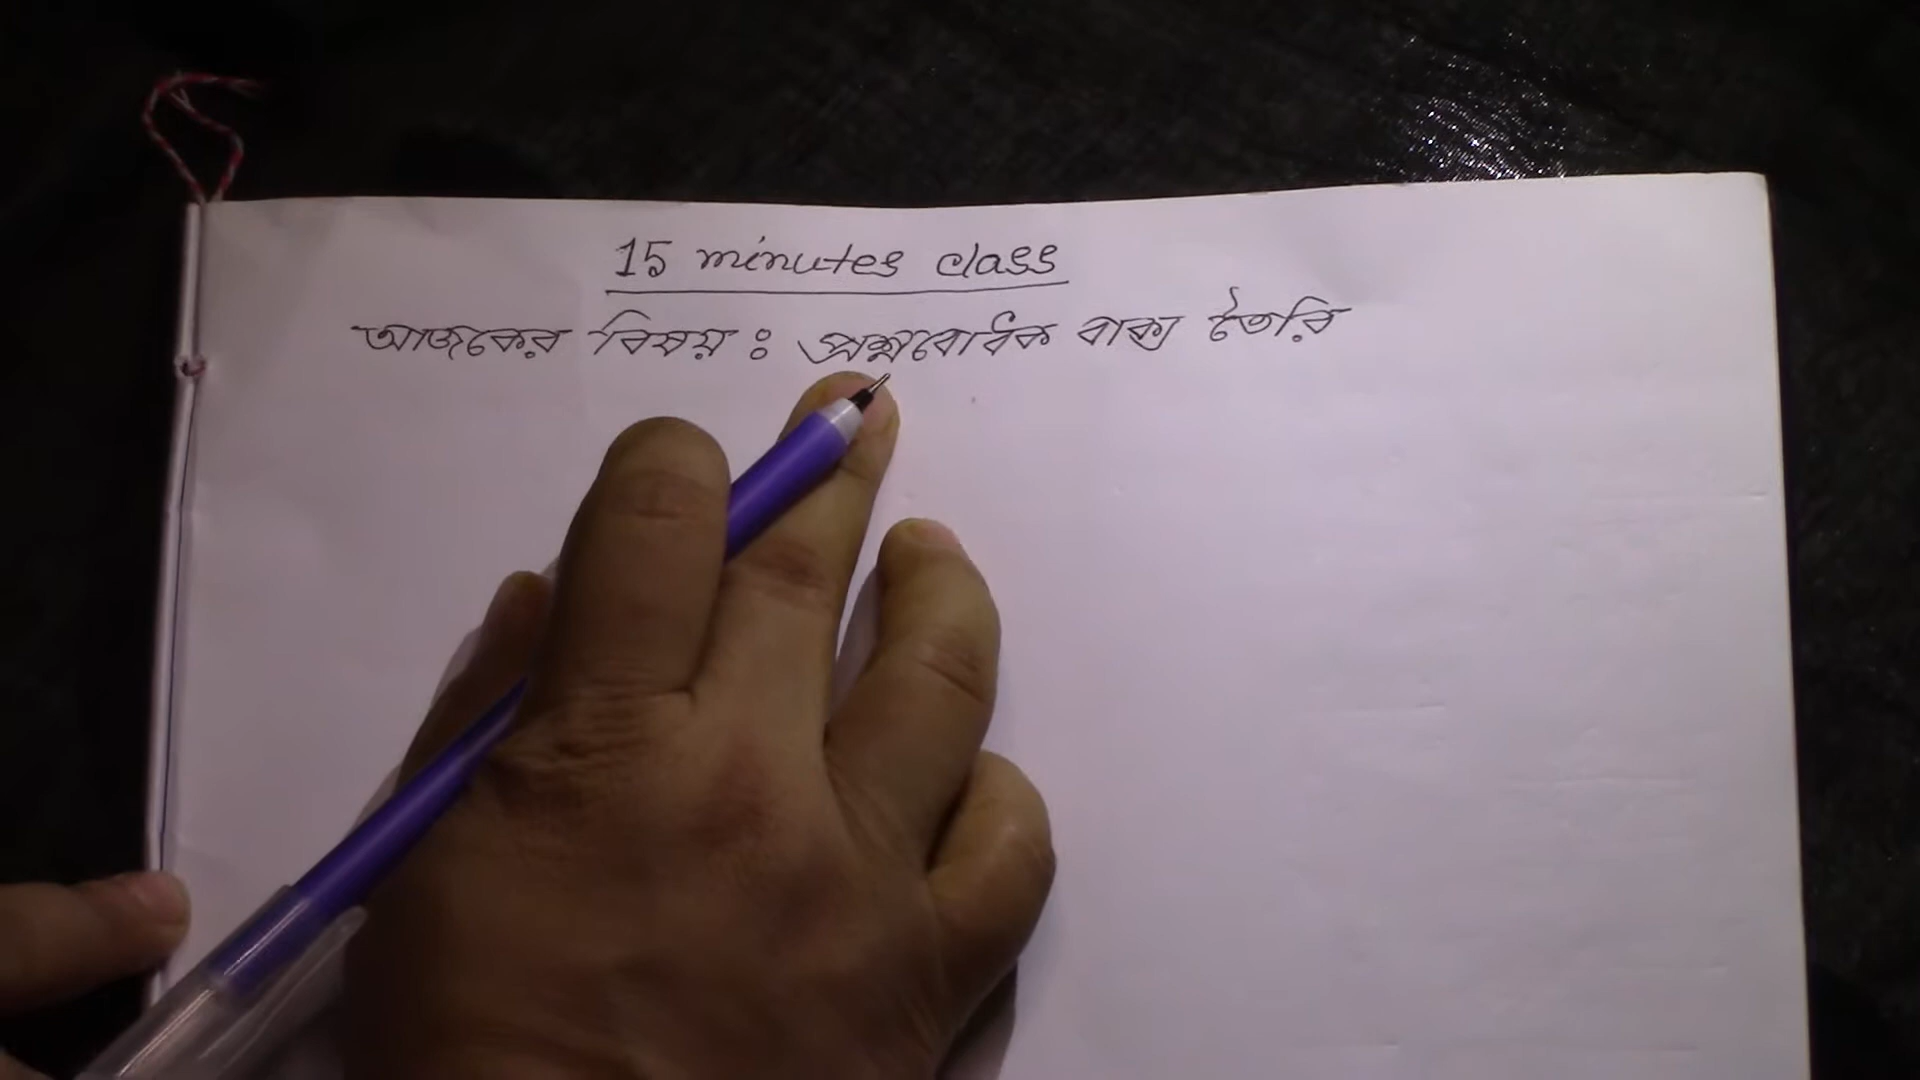 15 minutes class
আজকের বিষয় : প্রশ্নবোধক বাক্য তৈরি